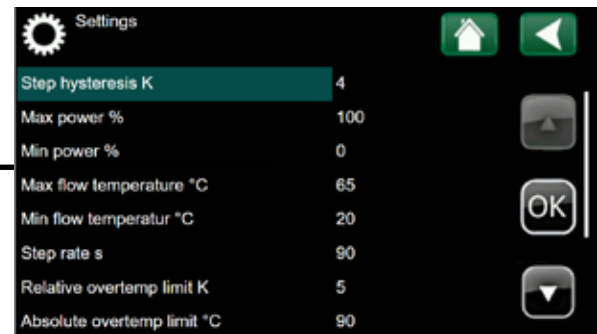 Settings
Step hysteresis K 4
Max power % 100
Min power % 0
Max flow temperature °C 65
Min flow temperatur °C 20
Step rate s 90
Relative overtemp limit K 5
Absolute overtemp limit °C 90
OK